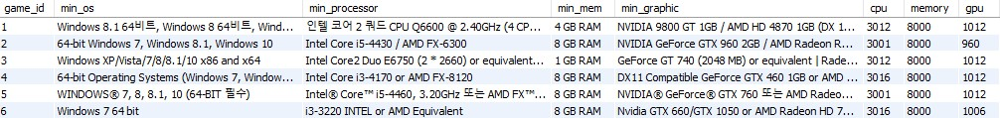 game_id min_os min_processor min_mem min_graphic cpu memory gpu
1 Windows 8.1 64비트, Windows 8 64비트, Wind... 인텔 코어 2 쿼드 CPU Q6600 @ 2.40GHz (4 CP... 4 GB RAM NVIDIA 9800 GT 1GB / AMD HD 4870 1GB (DX 1... 3012 8000 1012
2 64-bit Windows 7, Windows 8.1, Windows 10 Intel Core i5-4430 / AMD FX-6300 8 GB RAM NVIDIA GeForce GTX 960 2GB / AMD Radeon R... 3001 8000 960
3 Windows XP/Vista/7/8/8.1/10 x86 and x64 Intel Core2 Duo E6750 (2 * 2660) or equivalent... 1 GB RAM GeForce GT 740 (2048 MB) or equivalent | Rade... 3012 8000 1012
4 64-bit Operating Systems (Windows 7, Window... Intel Core i3-4170 or AMD FX-8120 8 GB RAM DX11 Compatible GeForce GTX 460 1GB or AMD ... 3016 8000 1012
5 WINDOWS® 7, 8, 8.1, 10 (64-BIT 필수) Intel® Core™ i5-4460, 3.20GHz 또는 AMD FX™... 8 GB RAM NVIDIA® GeForce® GTX 760 또는 AMD Radeo... 3001 8000 1012
6 Windows 7 64 bit i3-3220 INTEL or AMD Equivalent 8 GB RAM Nvidia GTX 660/GTX 1050 or AMD Radeon HD 7... 3016 8000 1006